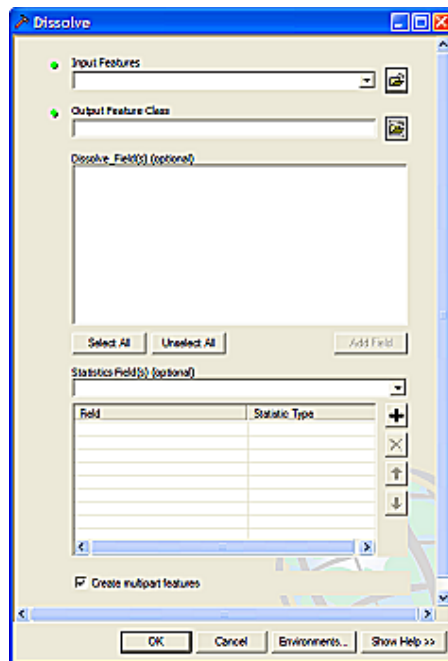 Dissolve
Input Features
Output Feature Class
Dissolve_Field(s) (optional)
Select All Unselect All Add Field
Statistics Field(s) (optional)
Field Statistic Type
Create multipart features
OK Cancel Environments... Show Help >>